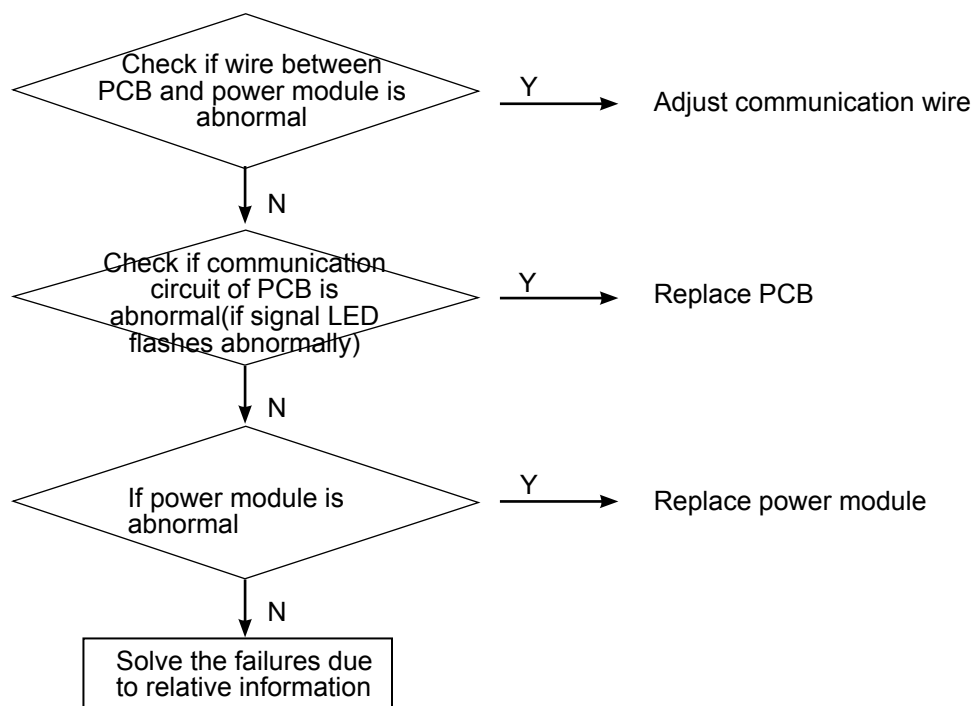 Check if wire between
PCB and power module is
abnormal
Y
Adjust communication wire
N
Check if communication
circuit of PCB is
abnormal(if signal LED
flashes abnormally)
Y
Replace PCB
N
If power module is
abnormal
Y
Replace power module
N
Solve the failures due
to relative information